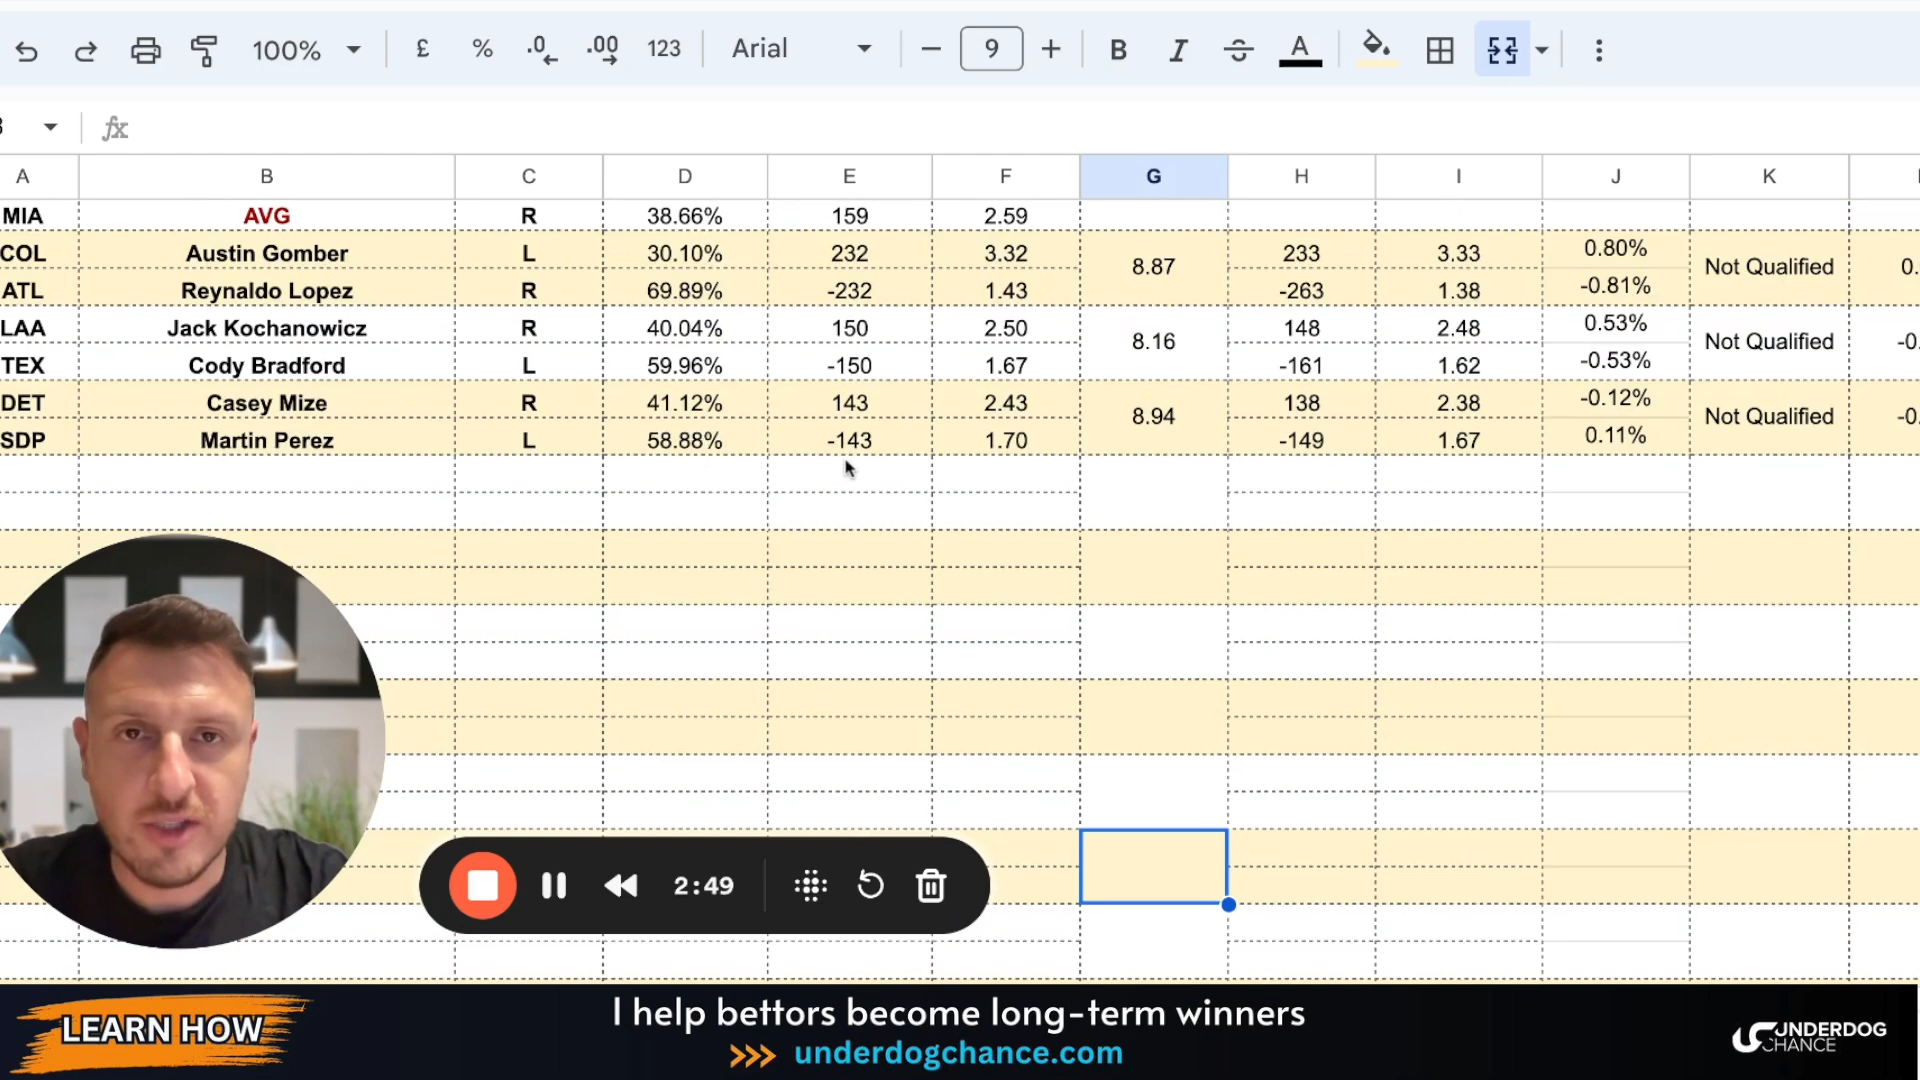 100% £ % .0 .00 123 Arial 9 B I S A
fx
A B C D E F G H I J K
MIA AVG R 38.66% 159 2.59
COL Austin Gomber L 30.10% 232 3.32 8.87 233 3.33 0.80% Not Qualified 0.
ATL Reynaldo Lopez R 69.89% -232 1.43 -263 1.38 -0.81%
LAA Jack Kochanowicz R 40.04% 150 2.50 8.16 148 2.48 0.53% Not Qualified -0.
TEX Cody Bradford L 59.96% -150 1.67 -161 1.62 -0.53%
DET Casey Mize R 41.12% 143 2.43 8.94 138 2.38 -0.12% Not Qualified -0.
SDP Martin Perez L 58.88% -143 1.70 -149 1.67 0.11%
2:49
LEARN HOW
I help bettors become long-term winners
>>> underdogchance.com
UNDERDOG
CHANCE